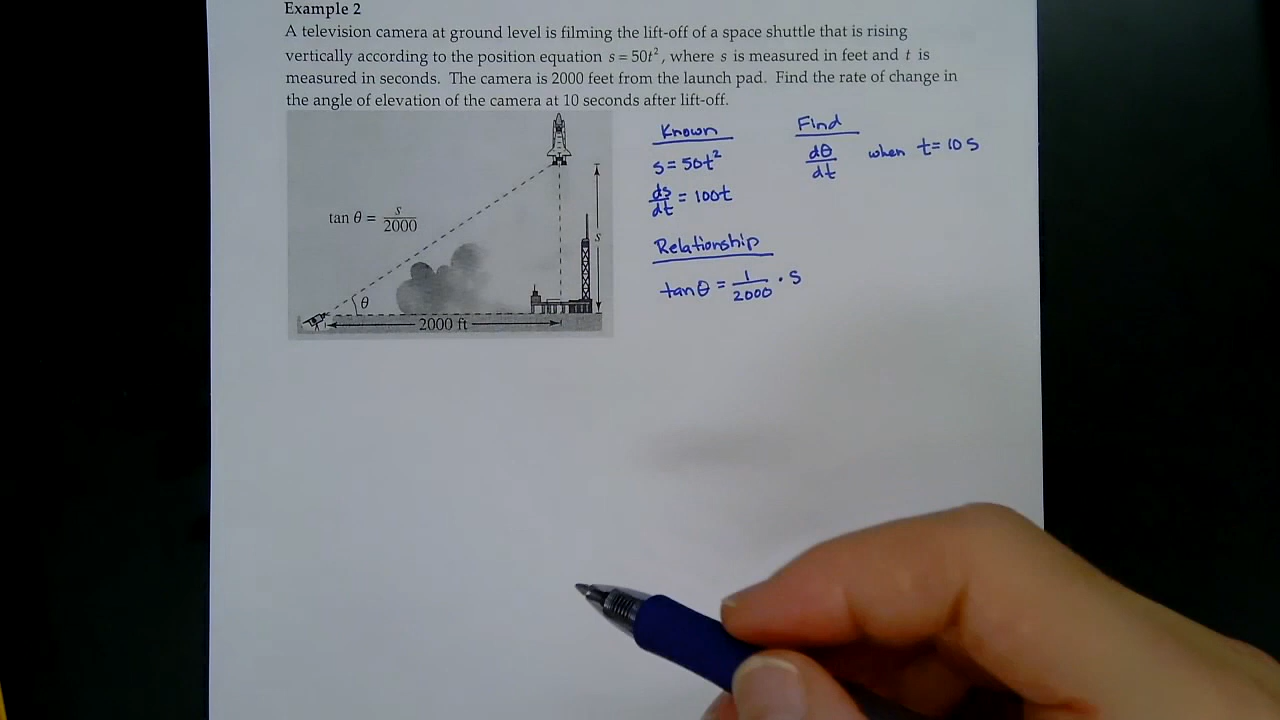 Example 2
A television camera at ground level is filming the lift-off of a space shuttle that is rising
vertically according to the position equation s = 50t², where s is measured in feet and t is
measured in seconds. The camera is 2000 feet from the launch pad. Find the rate of change in
the angle of elevation of the camera at 10 seconds after lift-off.
Known
s = 50t²
ds/dt = 100t
Find
dθ/dt when t = 10 s
Relationship
tan θ = 1/2000 · s
tan θ = s/2000
s
θ
2000 ft